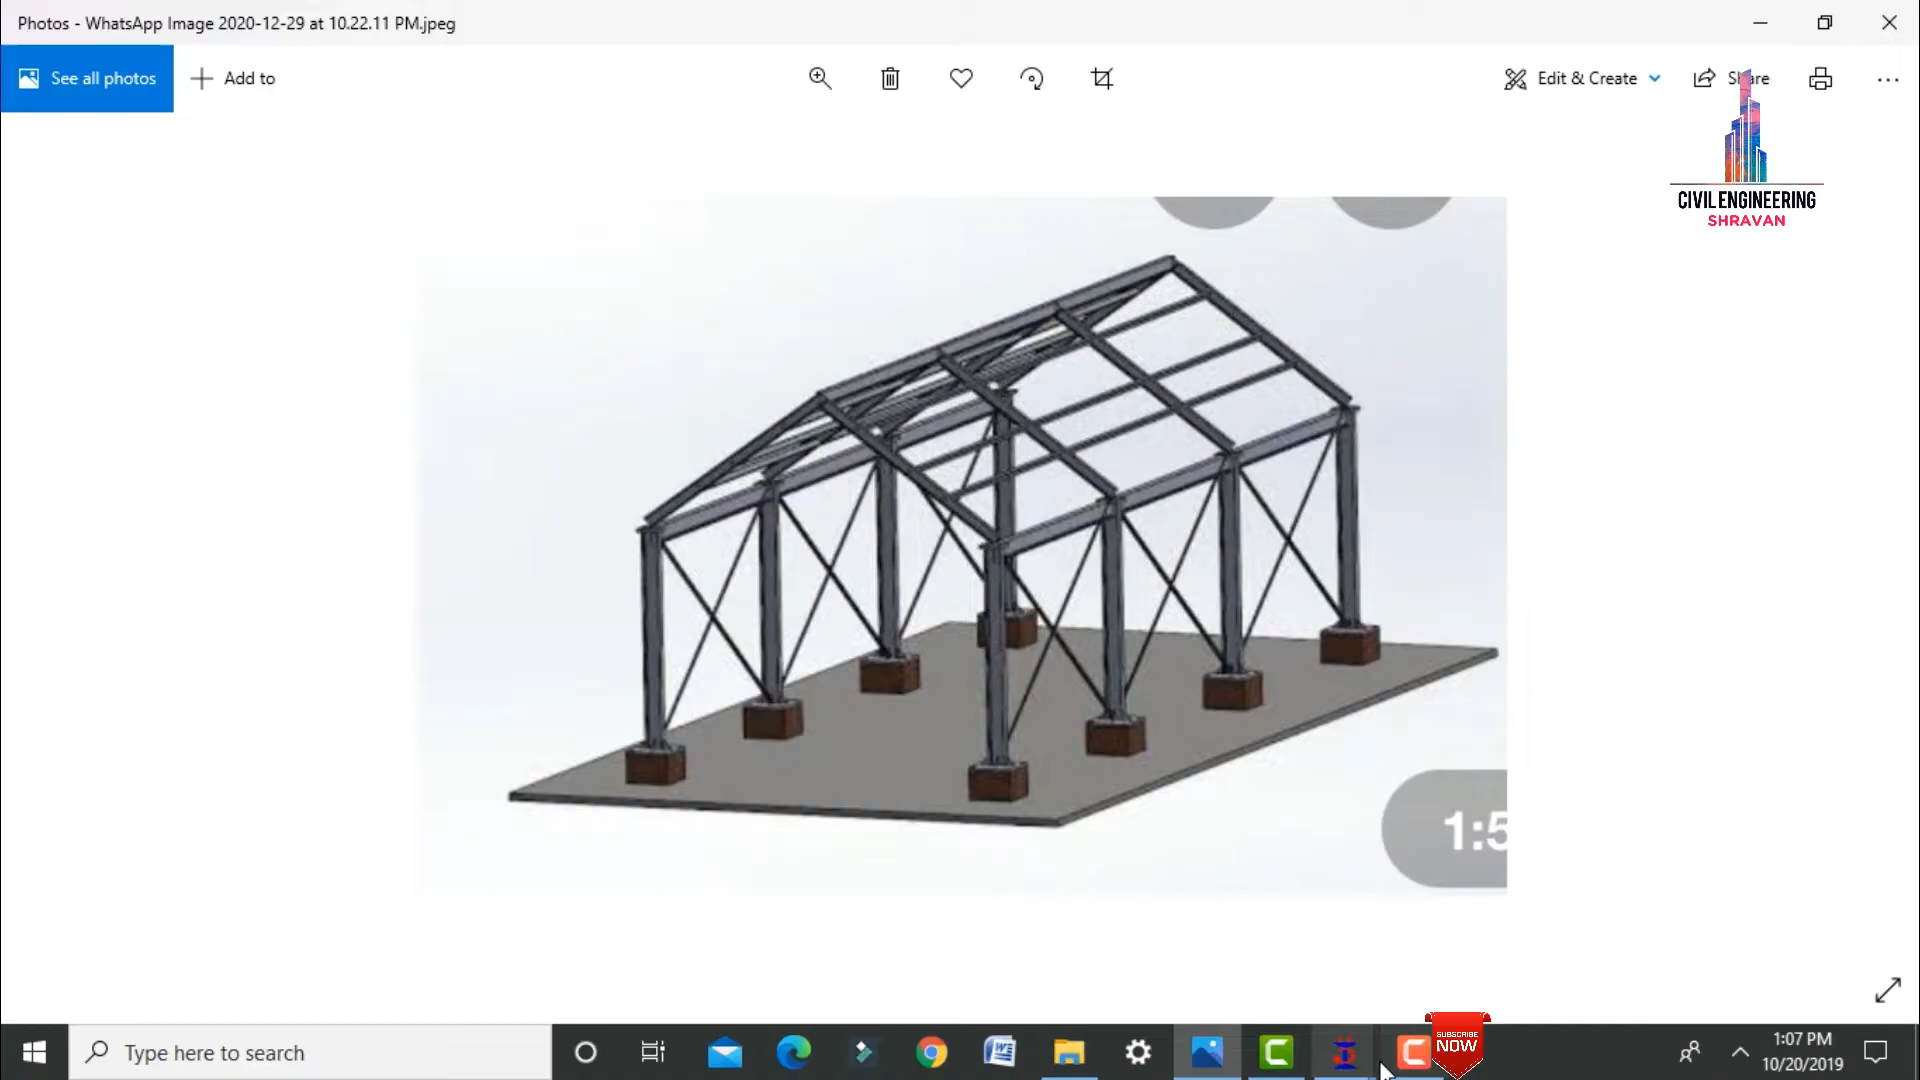 Photos - WhatsApp Image 2020-12-29 at 10.22.11 PM.jpeg
See all photos
Add to
Edit & Create
Share
CIVIL ENGINEERING
SHRAVAN
1:5
Type here to search
SUBSCRIBE
NOW
1:07 PM
10/20/2019